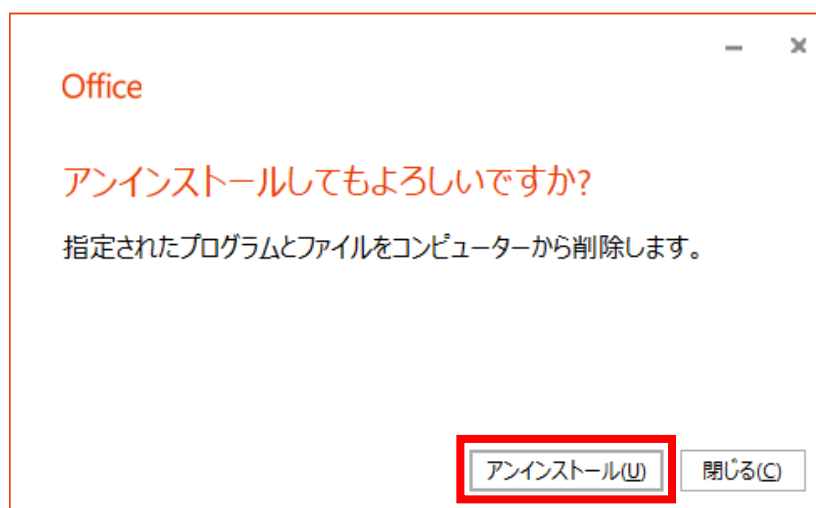 Office
アンインストールしてもよろしいですか?
指定されたプログラムとファイルをコンピューターから削除します。
アンインストール(U) 閉じる(C)